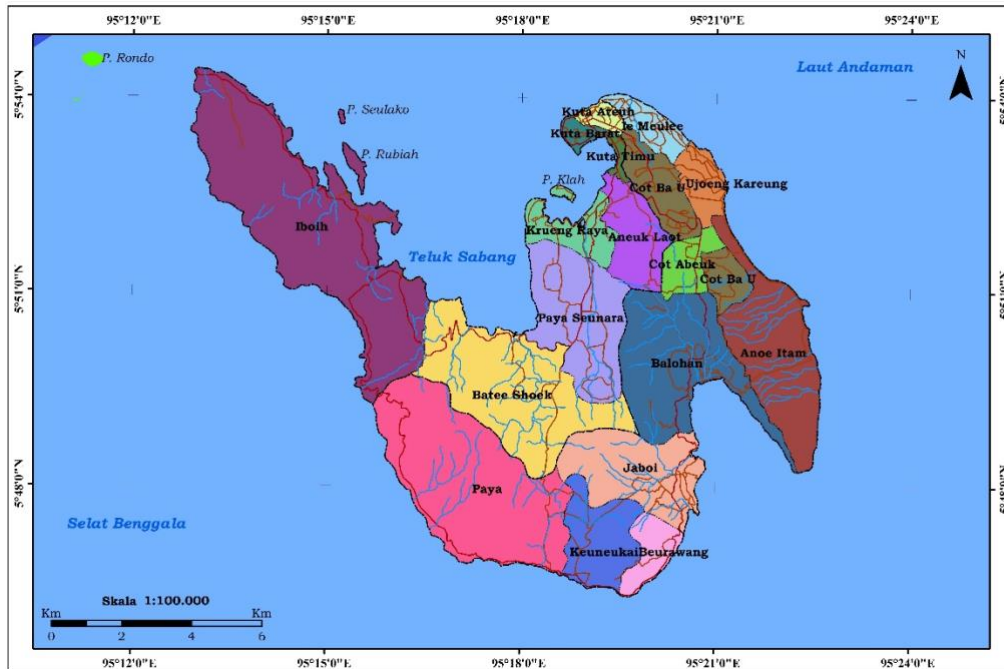 95°12'0"E 95°15'0"E 95°18'0"E 95°21'0"E 95°24'0"E
P. Rondo
Laut Andaman
N
5°54'0"N
P. Seulako
Kuta Ateuh
Ie Meulee
Kuta Barat
P. Rubiah
Kuta Timu
P. Klah
Cot Ba U
Ujoeng Kareung
Iboih
Krueng Raya
Aneuk Laot
Teluk Sabang
Cot Abeuk
Cot Ba U
5°51'0"N
Paya Seunara
Balohan
Anoe Itam
Batee Shoek
Jaboi
Paya
5°48'0"N
Selat Benggala
Keuneukai
Beurawang
Skala 1:100.000
Km Km
0 2 4 6
95°12'0"E 95°15'0"E 95°18'0"E 95°21'0"E 95°24'0"E